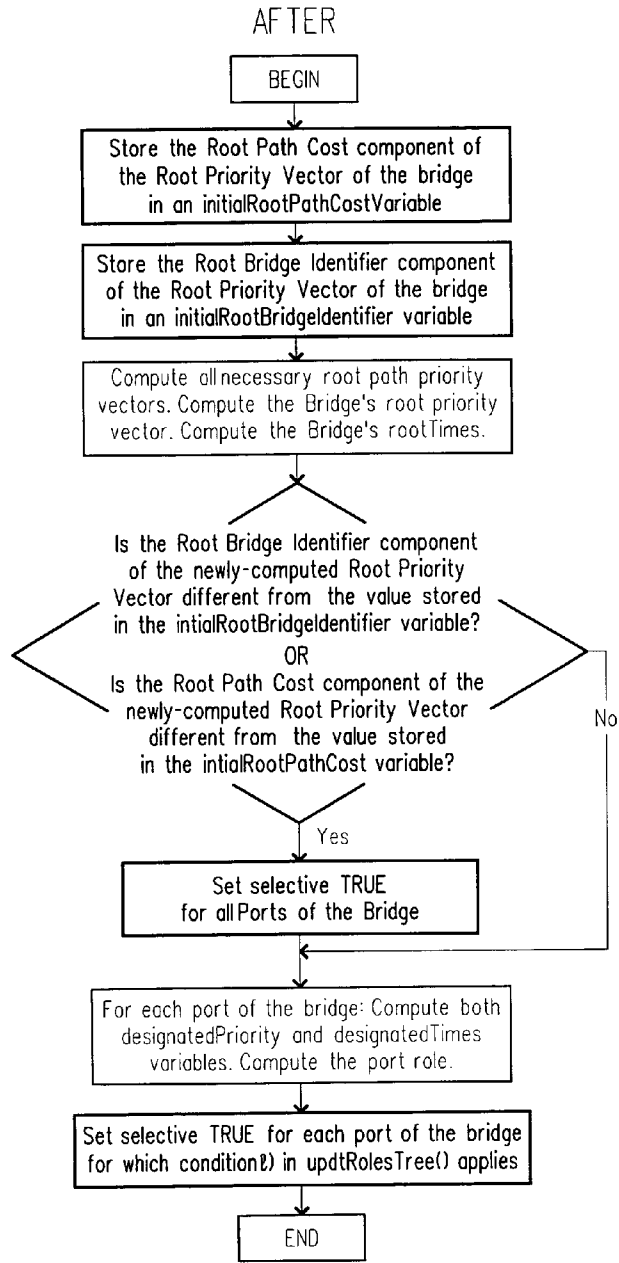 AFTER
BEGIN
Store the Root Path Cost component of
the Root Priority Vector of the bridge
in an initialRootPathCostVariable
Store the Root Bridge Identifier component
of the Root Priority Vector of the bridge
in an initialRootBridgeIdentifier variable
Compute all necessary root path priority
vectors. Compute the Bridge's root priority
vector. Compute the Bridge's rootTimes.
Is the Root Bridge Identifier component
of the newly-computed Root Priority
Vector different from the value stored
in the intialRootBridgeIdentifier variable?
OR
Is the Root Path Cost component of the
newly-computed Root Priority Vector
different from the value stored
in the intialRootPathCost variable?
No
Yes
Set selective TRUE
for all Ports of the Bridge
For each port of the bridge: Compute both
designatedPriority and designatedTimes
variables. Compute the port role.
Set selective TRUE for each port of the bridge
for which condition ℓ) in updtRolesTree() applies
END